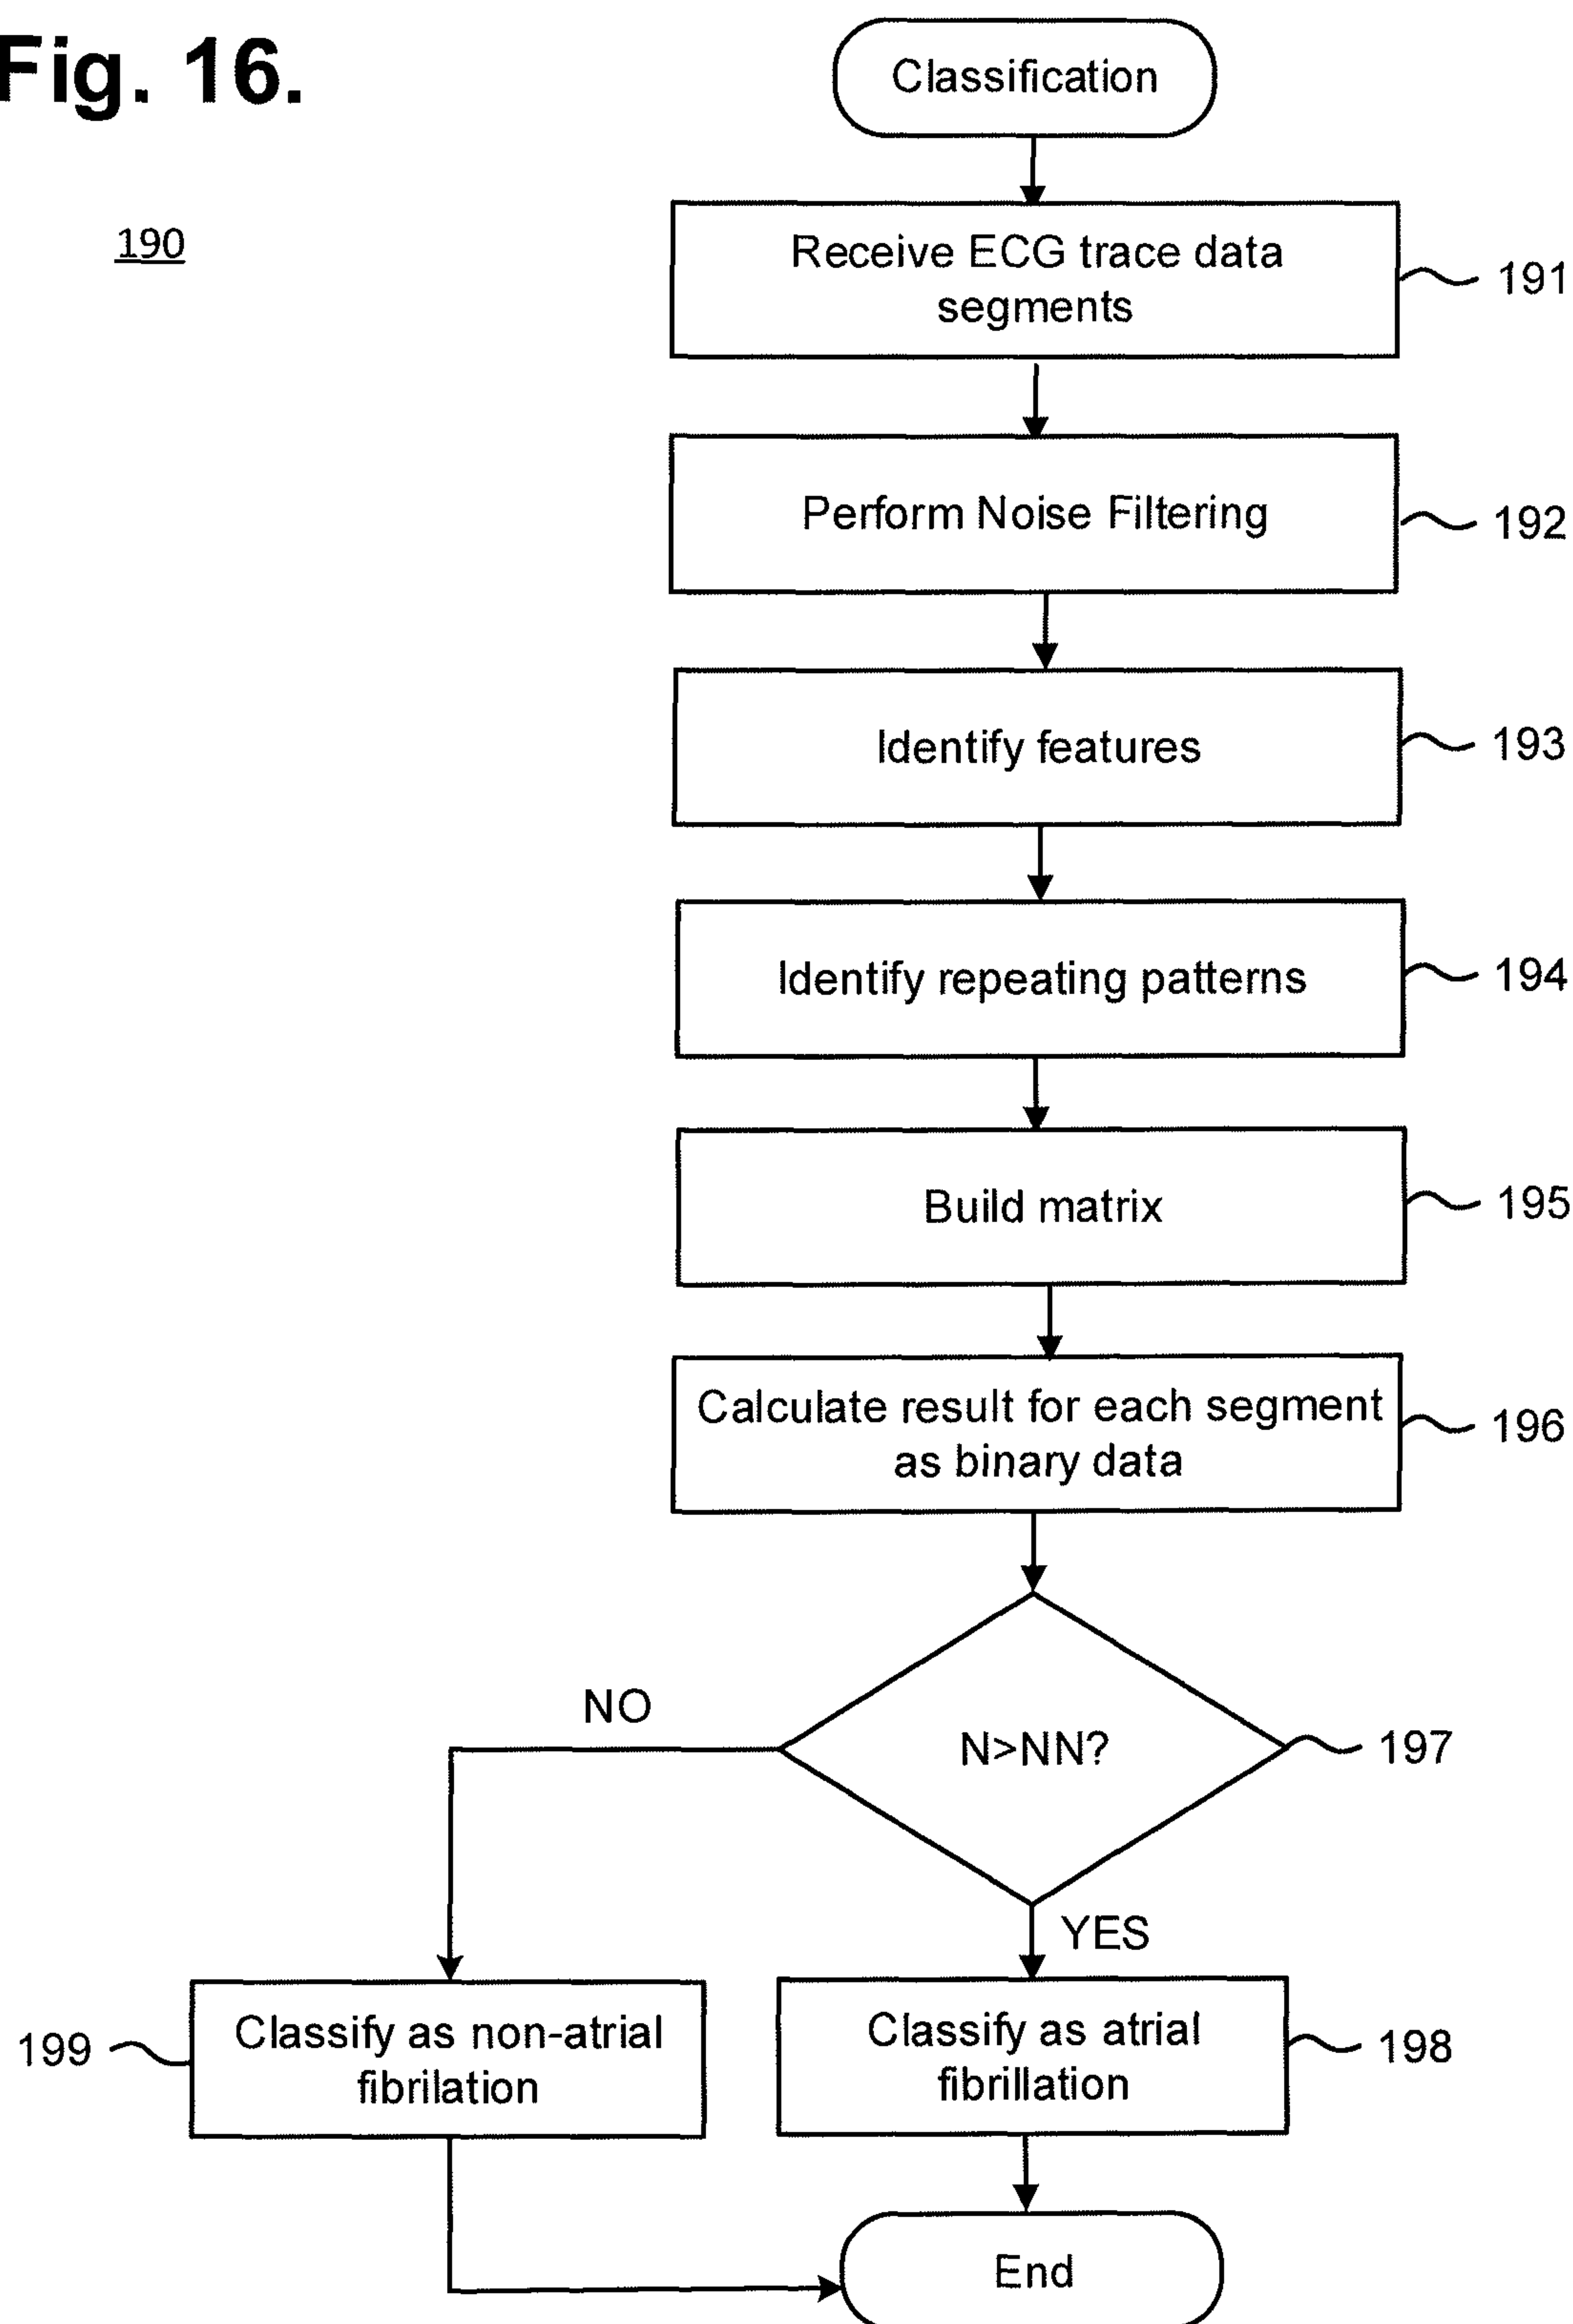 Fig. 16.
Classification
190
Receive ECG trace data
segments
191
Perform Noise Filtering
192
Identify features
193
Identify repeating patterns
194
Build matrix
195
Calculate result for each segment
as binary data
196
NO
N>NN?
197
YES
199
Classify as non-atrial
fibrilation
Classify as atrial
fibrillation
198
End